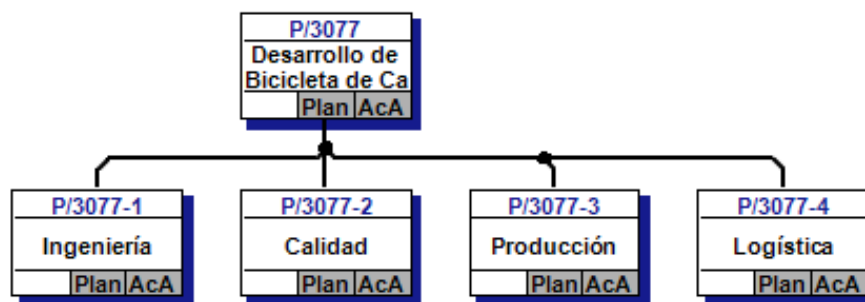 P/3077
Desarrollo de
Bicicleta de Ca
Plan AcA
P/3077-1
Ingeniería
Plan AcA
P/3077-2
Calidad
Plan AcA
P/3077-3
Producción
Plan AcA
P/3077-4
Logística
Plan AcA